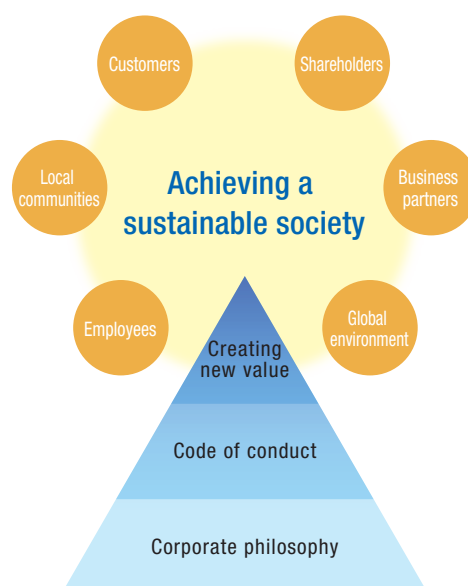 Customers
Shareholders
Local
communities
Achieving a
sustainable society
Business
partners
Employees
Global
environment
Creating
new value
Code of conduct
Corporate philosophy